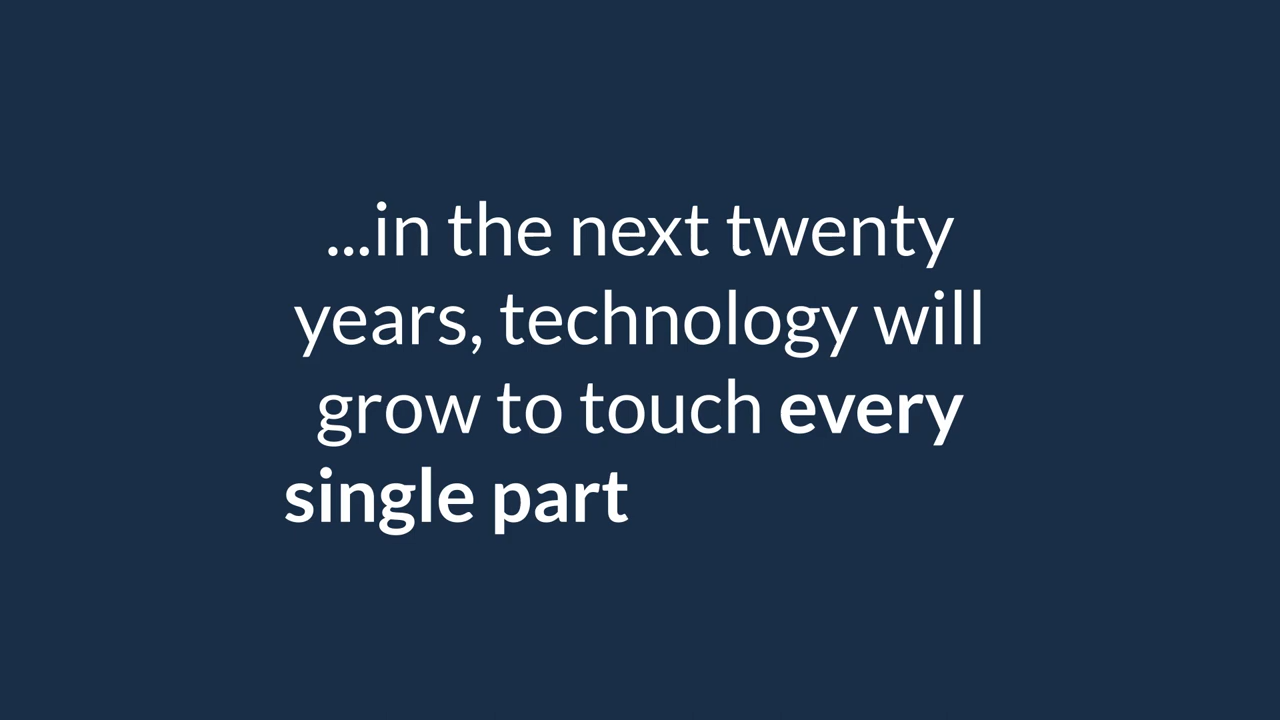 ...in the next twenty
years, technology will
grow to touch every
single part